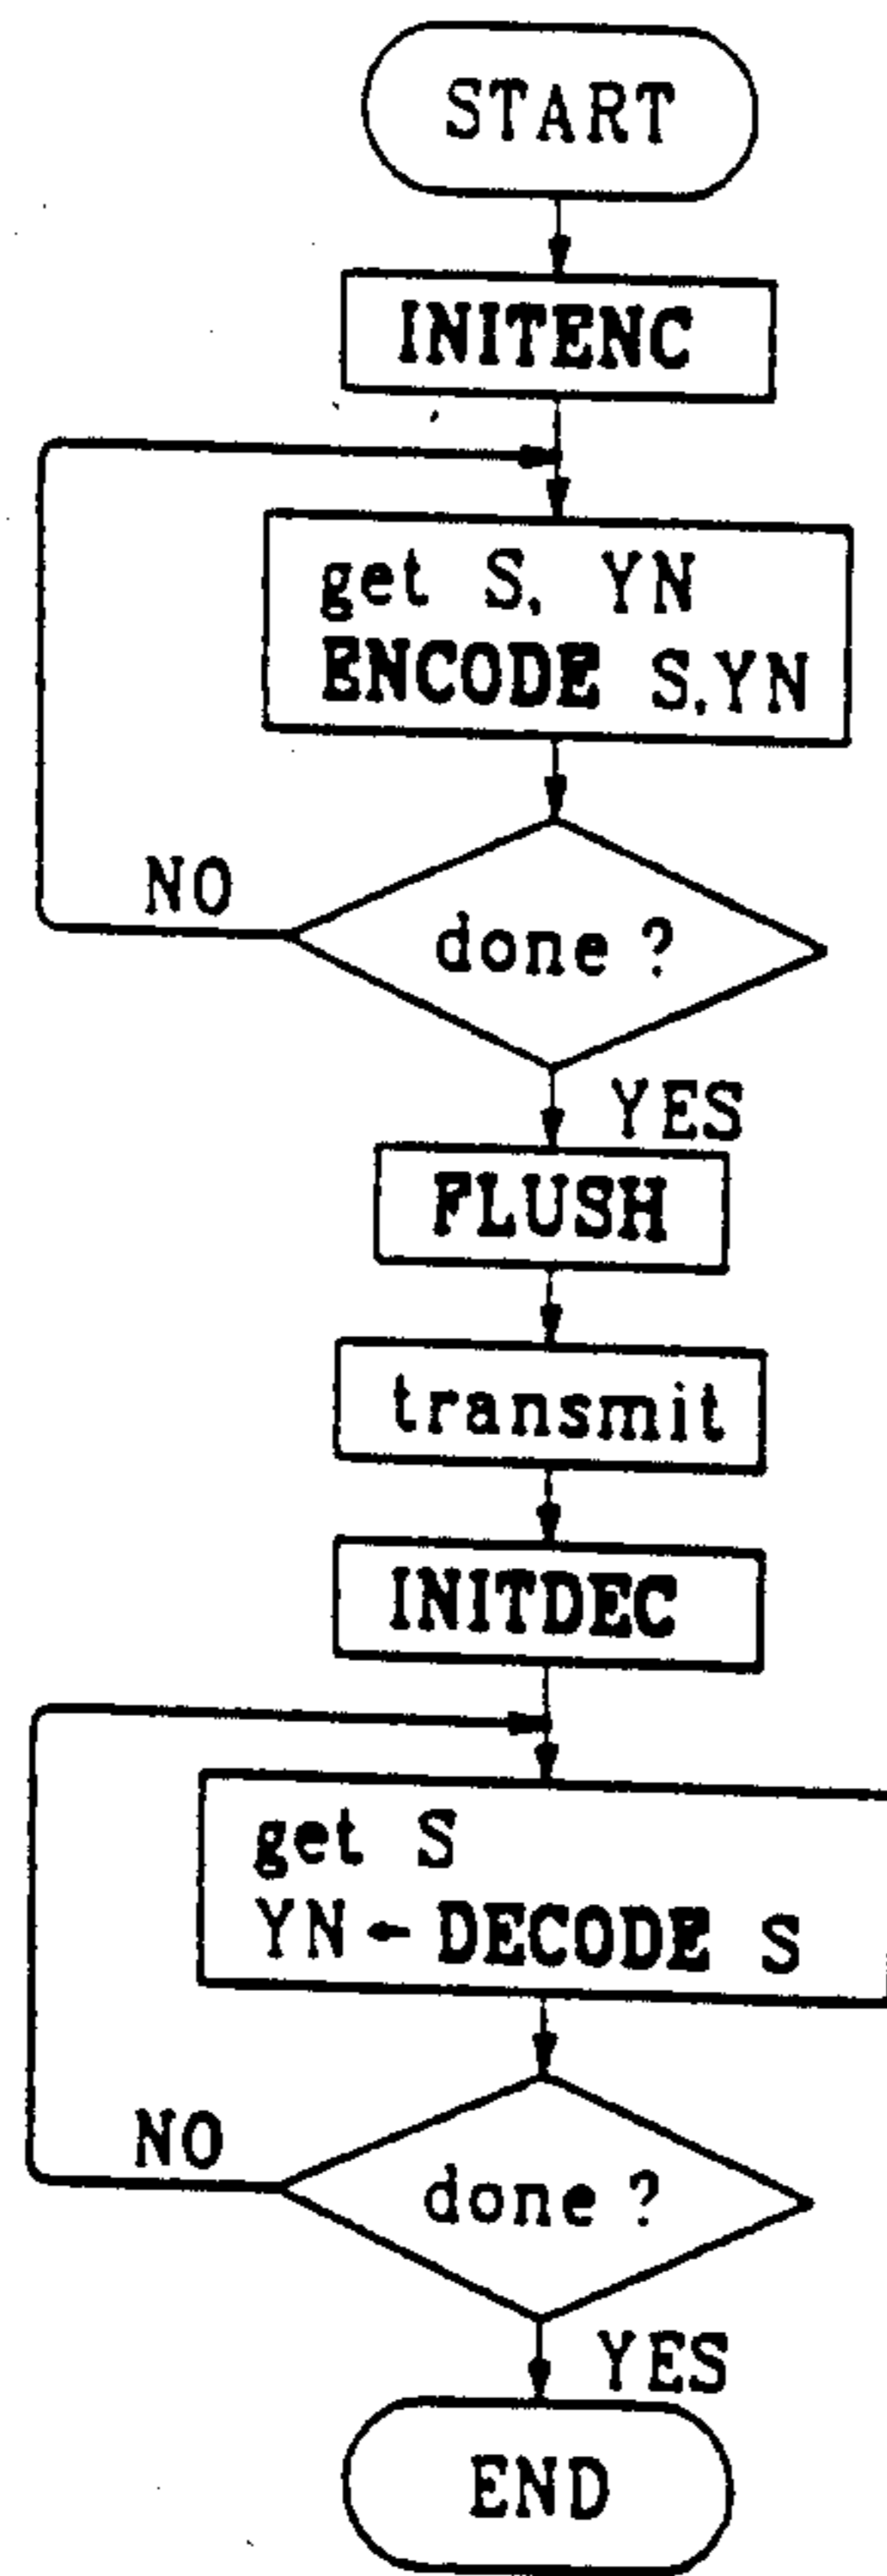 START
INITENC
get S, YN
ENCODE S,YN
NO
done ?
YES
FLUSH
transmit
INITDEC
get S
YN ← DECODE S
NO
done ?
YES
END